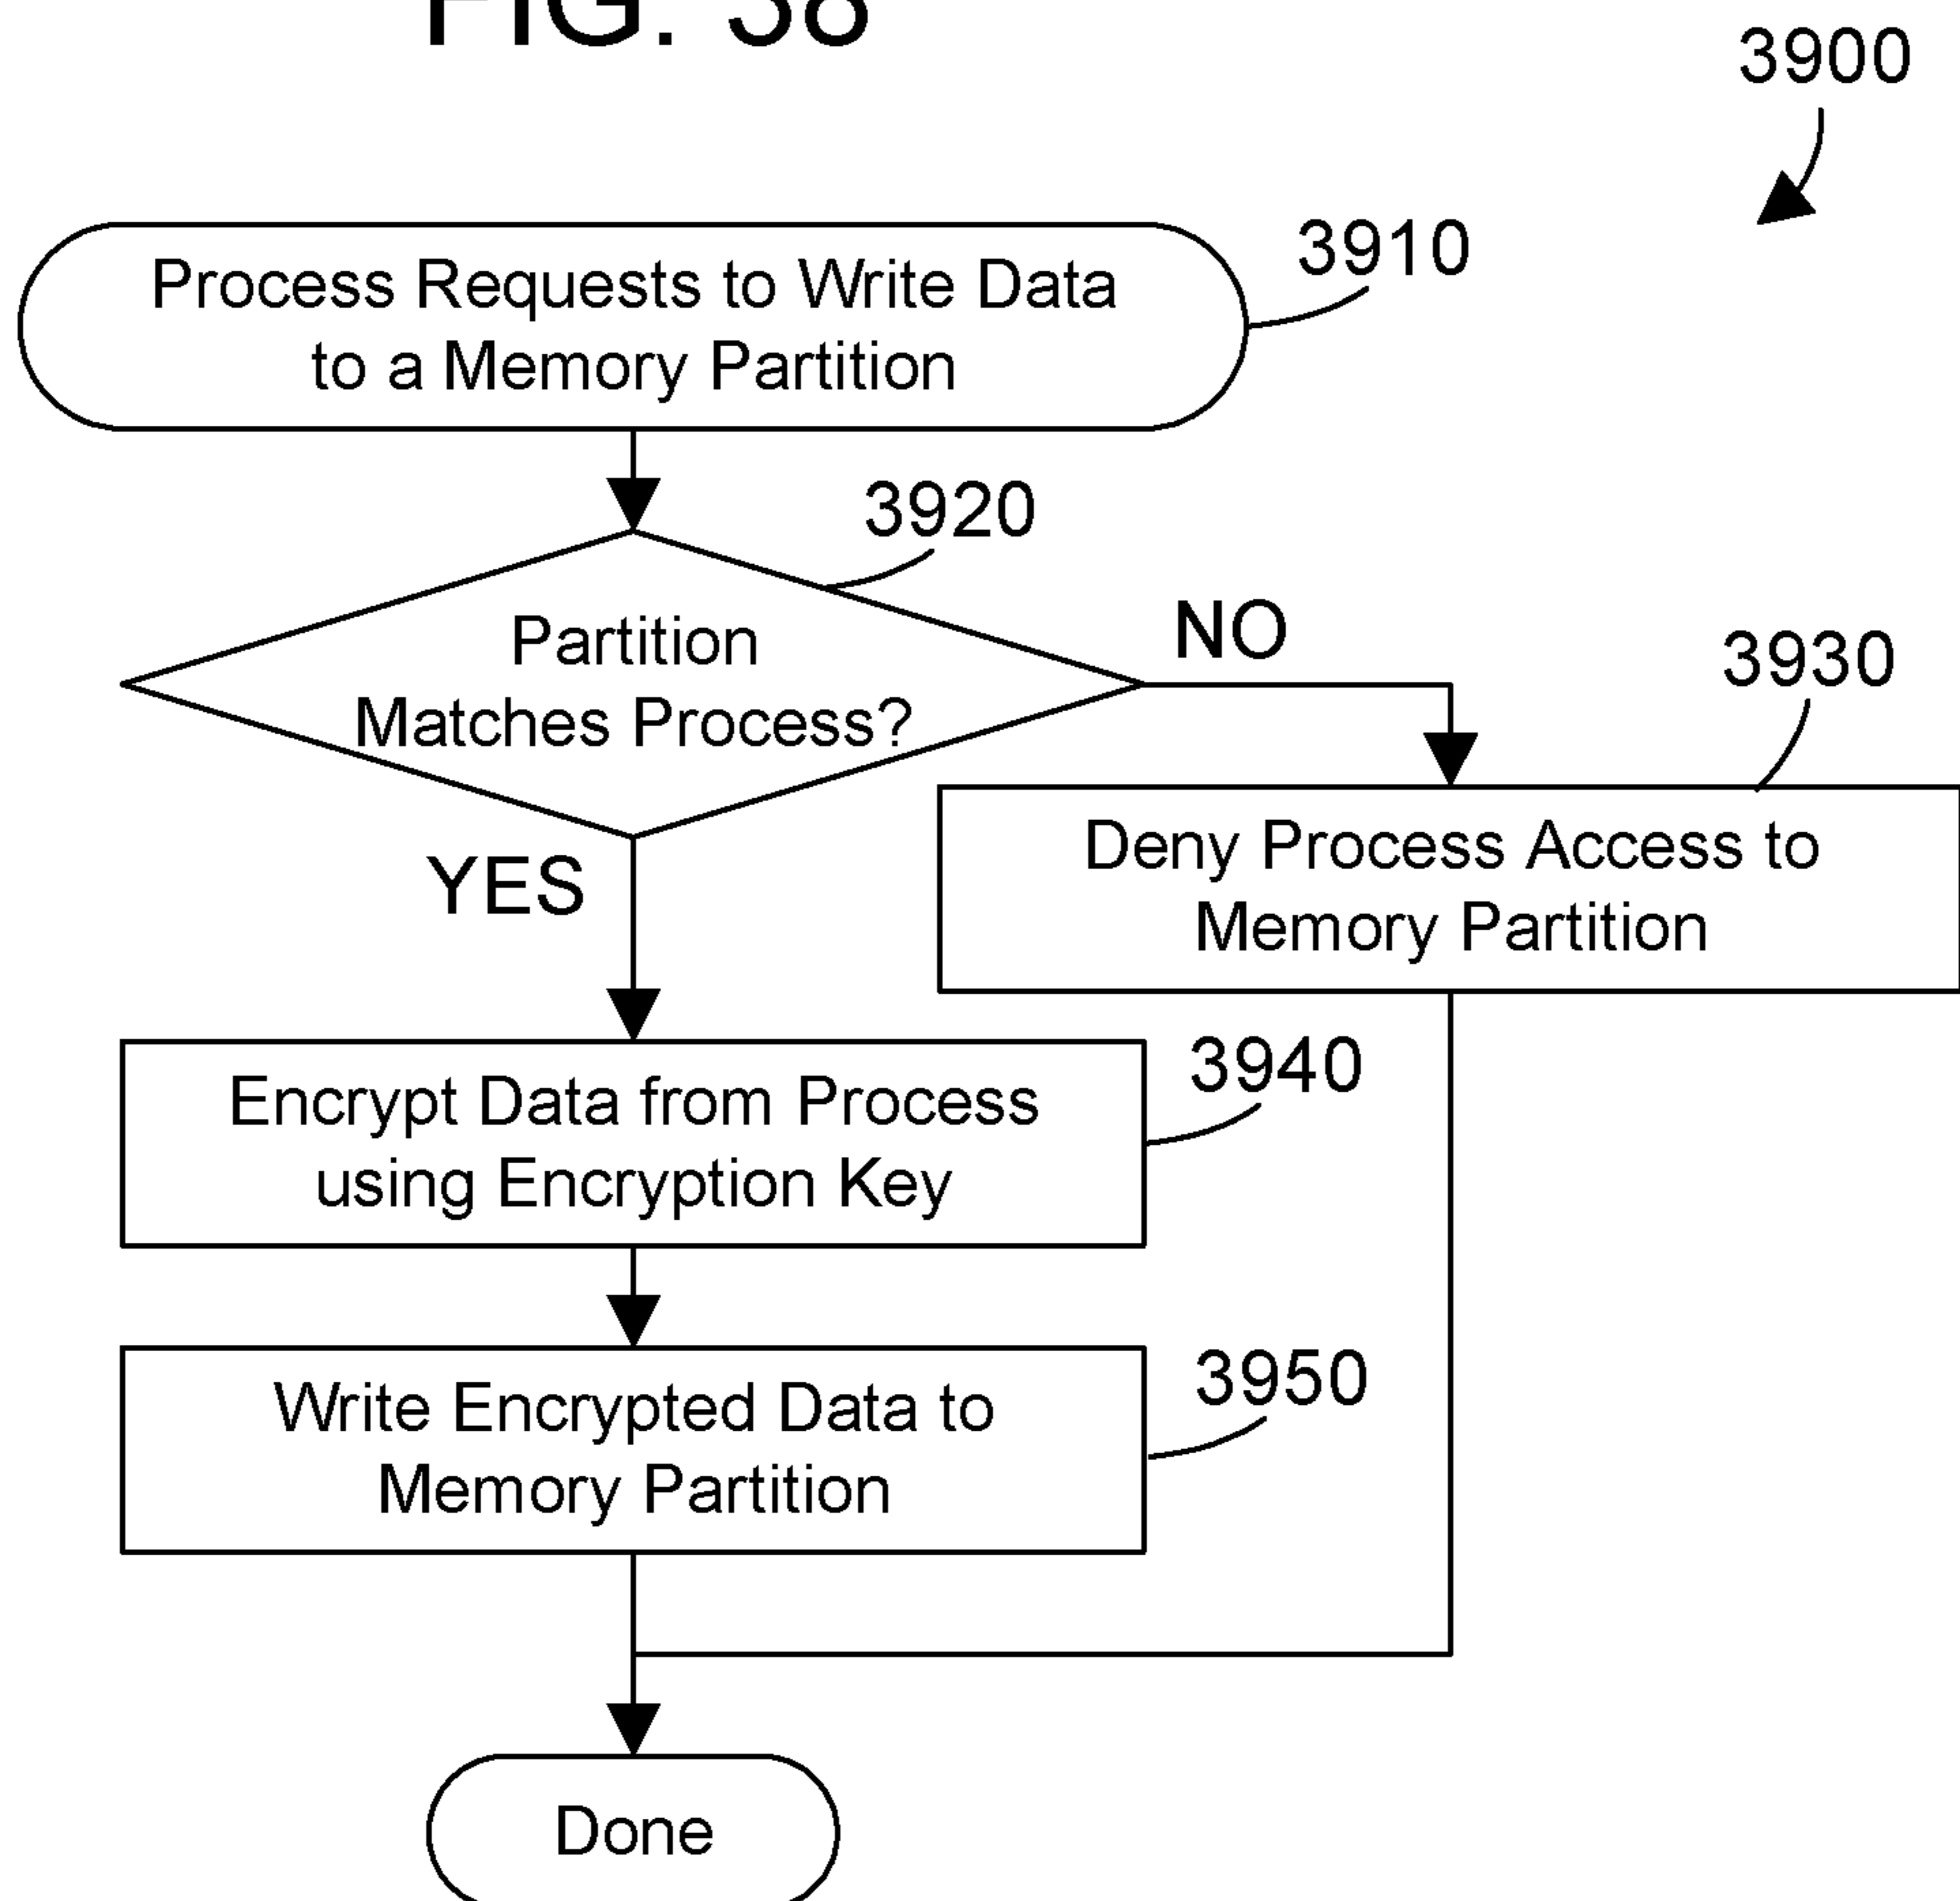 FIG. 38
3900
3910
Process Requests to Write Data
to a Memory Partition
3920
Partition
Matches Process?
NO
3930
Deny Process Access to
Memory Partition
YES
3940
Encrypt Data from Process
using Encryption Key
3950
Write Encrypted Data to
Memory Partition
Done